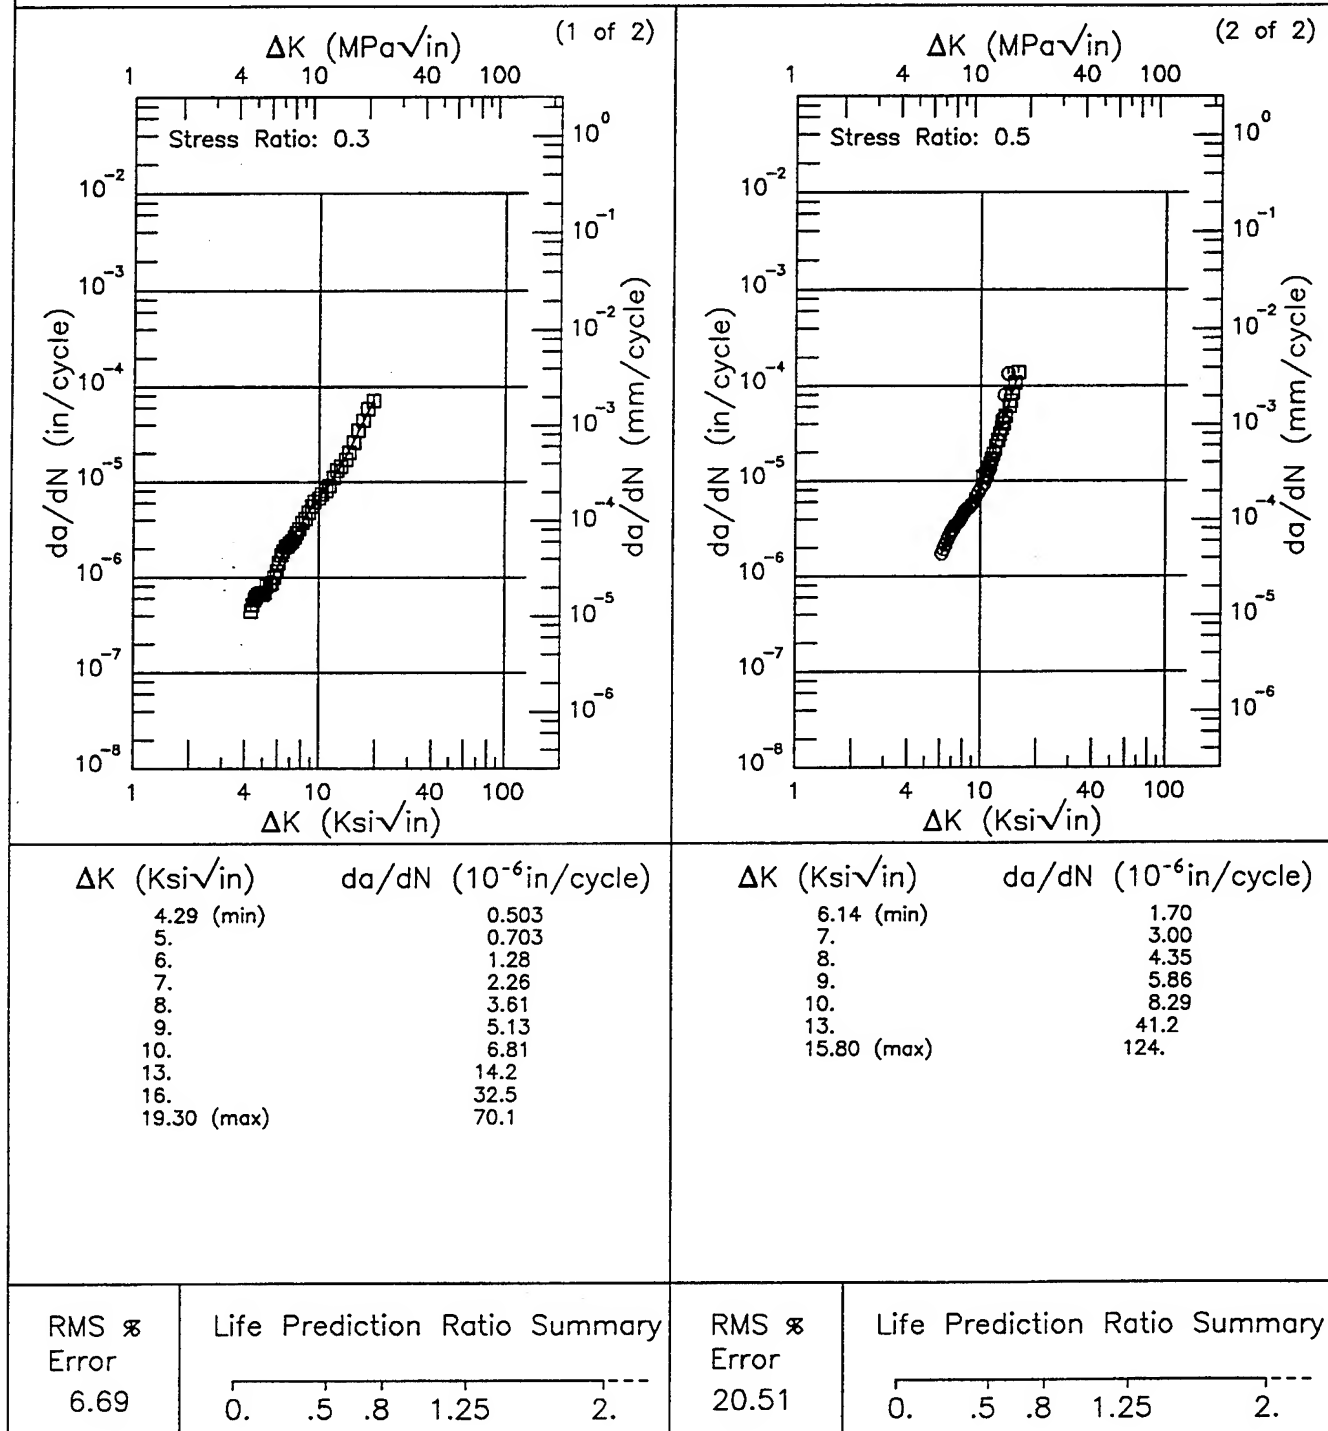 (1 of 2)
ΔK (MPa√in)
1 4 10 40 100
Stress Ratio: 0.3
da/dN (in/cycle)
10⁻²
10⁻³
10⁻⁴
10⁻⁵
10⁻⁶
10⁻⁷
10⁻⁸
da/dN (mm/cycle)
10⁰
10⁻¹
10⁻²
10⁻³
10⁻⁴
10⁻⁵
10⁻⁶
1 4 10 40 100
ΔK (Ksi√in)
ΔK (Ksi√in) da/dN (10⁻⁶in/cycle)
4.29 (min) 0.503
5. 0.703
6. 1.28
7. 2.26
8. 3.61
9. 5.13
10. 6.81
13. 14.2
16. 32.5
19.30 (max) 70.1
RMS %
Error
6.69
Life Prediction Ratio Summary
0. .5 .8 1.25 2.
(2 of 2)
ΔK (MPa√in)
1 4 10 40 100
Stress Ratio: 0.5
da/dN (in/cycle)
10⁻²
10⁻³
10⁻⁴
10⁻⁵
10⁻⁶
10⁻⁷
10⁻⁸
da/dN (mm/cycle)
10⁰
10⁻¹
10⁻²
10⁻³
10⁻⁴
10⁻⁵
10⁻⁶
1 4 10 40 100
ΔK (Ksi√in)
ΔK (Ksi√in) da/dN (10⁻⁶in/cycle)
6.14 (min) 1.70
7. 3.00
8. 4.35
9. 5.86
10. 8.29
13. 41.2
15.80 (max) 124.
RMS %
Error
20.51
Life Prediction Ratio Summary
0. .5 .8 1.25 2.